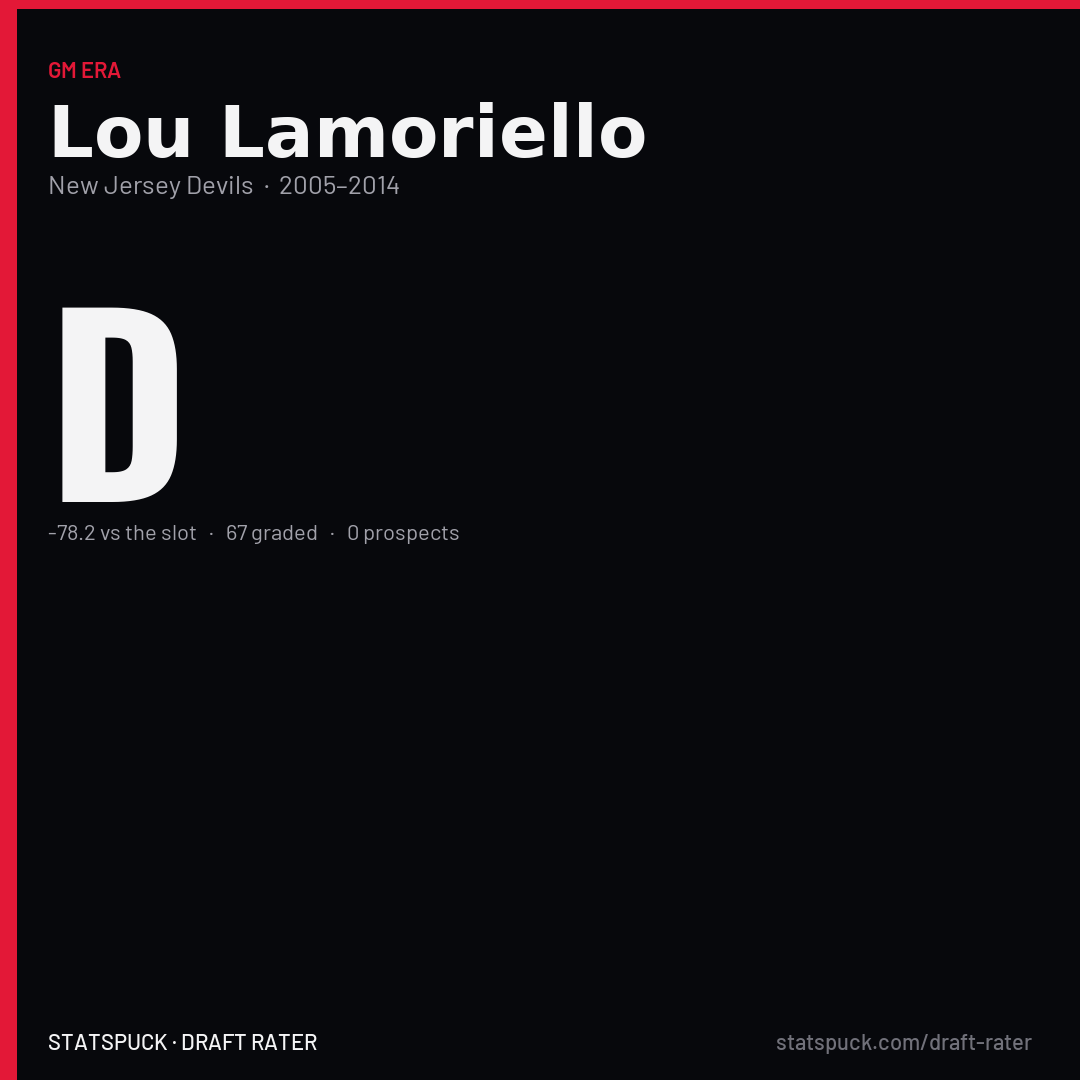 GM ERA
Lou Lamoriello
New Jersey Devils · 2005–2014
D
-78.2 vs the slot · 67 graded · 0 prospects
STATSPUCK · DRAFT RATER
statspuck.com/draft-rater